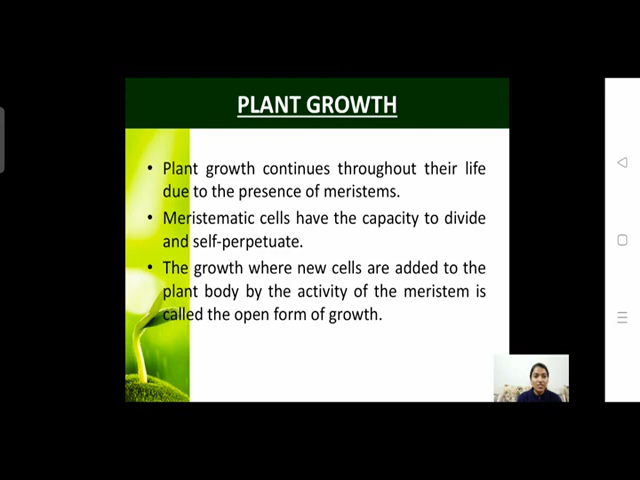 PLANT GROWTH
• Plant growth continues throughout their life
due to the presence of meristems.
• Meristematic cells have the capacity to divide
and self-perpetuate.
• The growth where new cells are added to the
plant body by the activity of the meristem is
called the open form of growth.